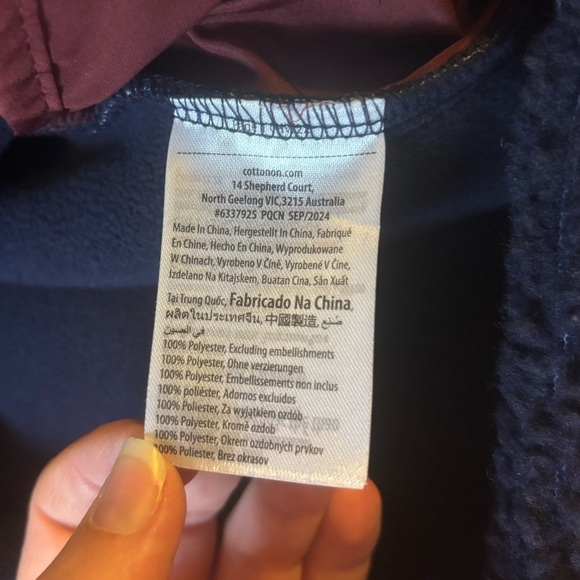 cottonon.com
14 Shepherd Court,
North Geelong VIC,3215 Australia
#6337925 PQCN SEP/2024
Made In China, Hergestellt In China, Fabriqué
En Chine, Hecho En China, Wyprodukowane
W Chinach, Vyrobeno V Číně, Vyrobené V Číne,
Izdelano Na Kitajskem, Buatan Cina, Sản Xuất
Tại Trung Quốc, Fabricado Na China,
ผลิตในประเทศจีน, 中國製造, صُنع
في الصين
100% Polyester, Excluding embellishments
100% Polyester, Ohne verzierungen
100% Polyester, Embellissements non inclus
100% poliéster, Adornos excluidos
100% Poliester, Za wyjątkiem ozdób
100% Polyester, Kromě ozdob
100% Polyester, Okrem ozdobných prvkov
100% Poliester, Brez okrasov